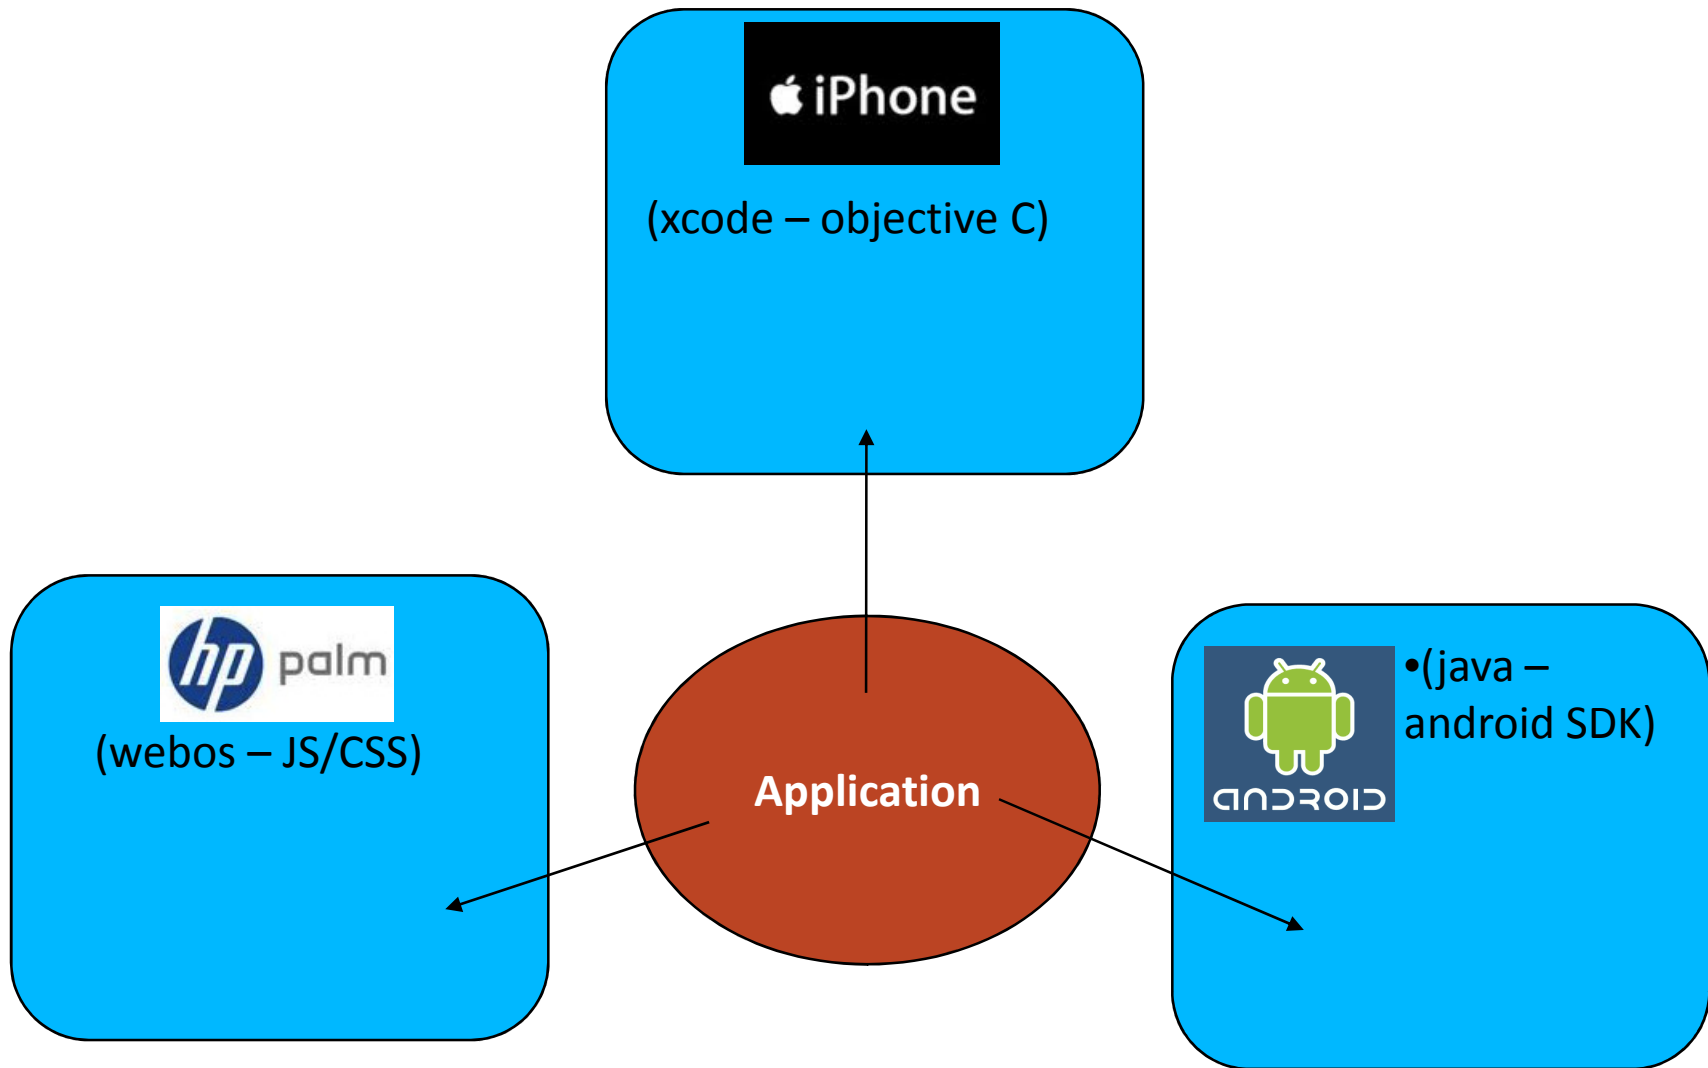 iPhone
(xcode – objective C)
hp palm
(webos – JS/CSS)
Application
•(java –
android SDK)
ANDROID